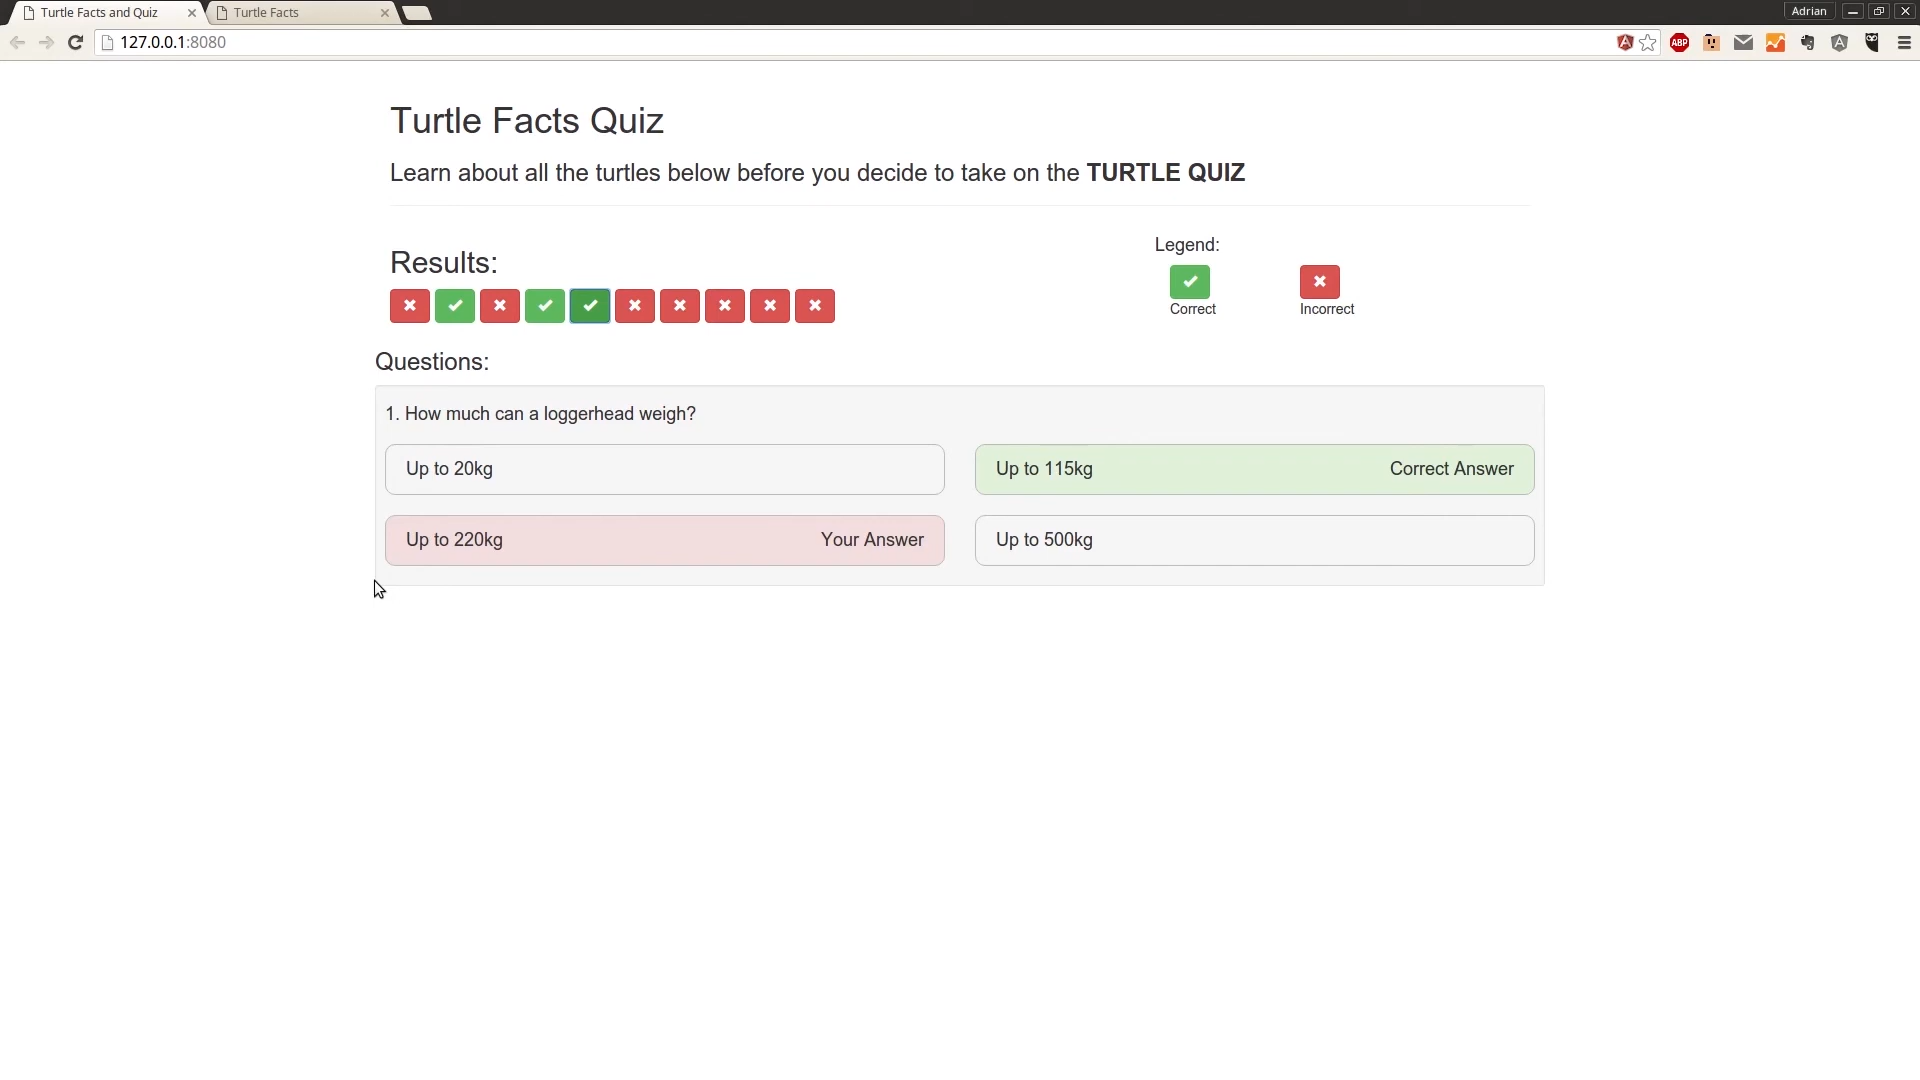 Turtle Facts and Quiz
Turtle Facts
Adrian
127.0.0.1:8080
ABP
Turtle Facts Quiz
Learn about all the turtles below before you decide to take on the TURTLE QUIZ
Results:
Legend:
Correct
Incorrect
Questions:
1. How much can a loggerhead weigh?
Up to 20kg
Up to 115kg Correct Answer
Up to 220kg Your Answer
Up to 500kg